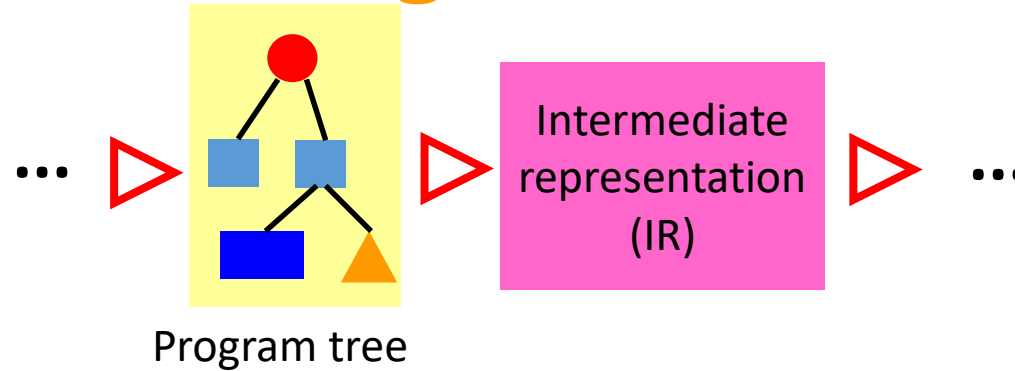 ...
Intermediate
representation
(IR)
...
Program tree